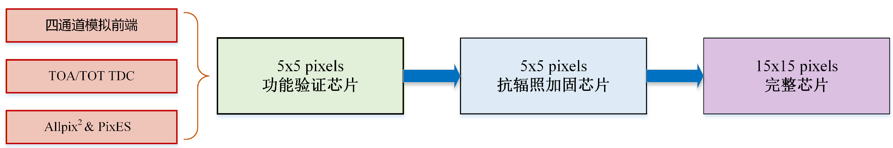 四通道模拟前端
TOA/TOT TDC
Allpix² & PixES
5x5 pixels
功能验证芯片
5x5 pixels
抗辐照加固芯片
15x15 pixels
完整芯片